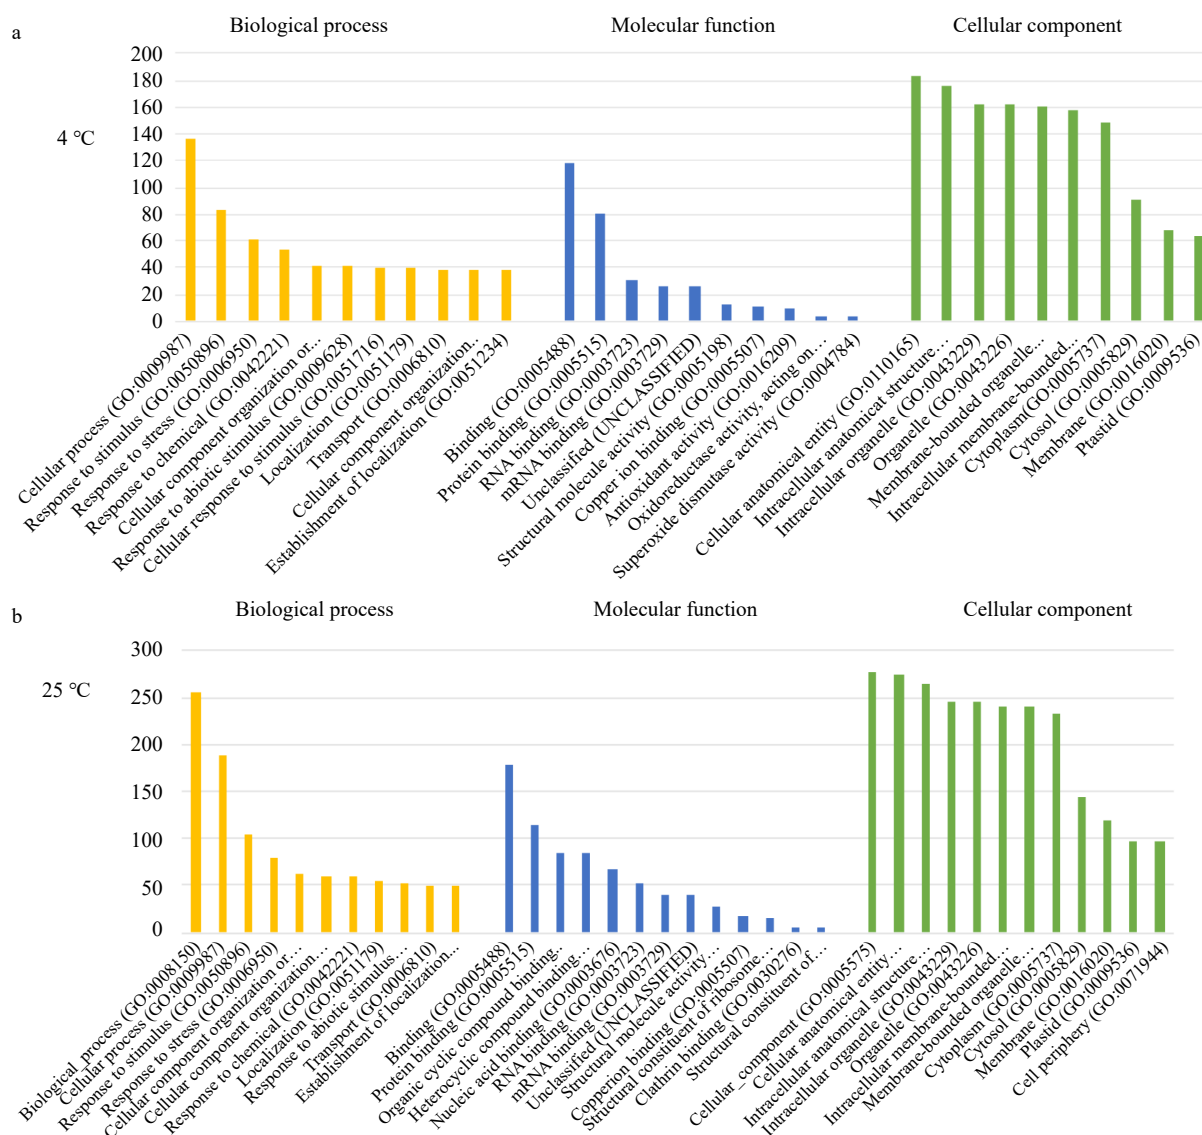 a
Biological process
Molecular function
Cellular component
4 ℃
200
180
160
140
120
100
80
60
40
20
0
Cellular process (GO:0009987)
Response to stimulus (GO:0050896)
Response to stress (GO:0006950)
Response to chemical (GO:0042221)
Cellular component organization or...
Response to abiotic stimulus (GO:0009628)
Cellular response to stimulus (GO:0051716)
Localization (GO:0051179)
Transport (GO:0006810)
Cellular component organization...
Establishment of localization (GO:0051234)
Binding (GO:0005488)
Protein binding (GO:0005515)
RNA binding (GO:0003723)
mRNA binding (GO:0003729)
Unclassified (UNCLASSIFIED)
Structural molecule activity (GO:0005198)
Copper ion binding (GO:0005507)
Antioxidant activity (GO:0016209)
Oxidoreductase activity, acting on...
Superoxide dismutase activity (GO:0004784)
Cellular anatomical entity (GO:0110165)
Intracellular anatomicat structure...
Intracellular organelle (GO:0043229)
Organelle (GO:0043226)
Membrane-bounded organelle...
Intracellular membrane-bounded...
Cytoplasm(GO:0005737)
Cytosol (GO:0005829)
Membrane (GO:0016020)
Ptastid (GO:0009536)
b
Biological process
Molecular function
Cellular component
25 ℃
300
250
200
150
100
50
0
Biological_process (GO:0008150)
Cellular process (GO:0009987)
Response to stimulus (GO:0050896)
Response to stress (GO:0006950)
Cellular component organization or...
Cellular component organization...
Response to chemical (GO:0042221)
Localization (GO:0051179)
Response to abiotic stimulus...
Transport (GO:0006810)
Establishment of localization...
Binding (GO:0005488)
Protein binding (GO:0005515)
Organic cyclic compound binding...
Heterocyclic compound binding...
Nucleic acid binding (GO:0003676)
RNA binding (GO:0003723)
mRNA binding (GO:0003729)
Unclassified (UNCLASSIFIED)
Structural molecule activity...
Copperion binding (GO:0005507)
Structural constituent of ribosome...
Clathrin binding (GO:0030276)
Structural constituent of...
Cellular_component (GO:0005575)
Cellular anatomical entity...
Intracellular anatomical structure...
Intracellular organelle (GO:0043229)
Organelle (GO:0043226)
Intracellular membrane-bounded...
Membrane-bounded organelle...
Cytoplasm (GO:0005737)
Cytosol (GO:0005829)
Membrane (GO:0016020)
Plastid (GO:0009536)
Cell periphery (GO:0071944)